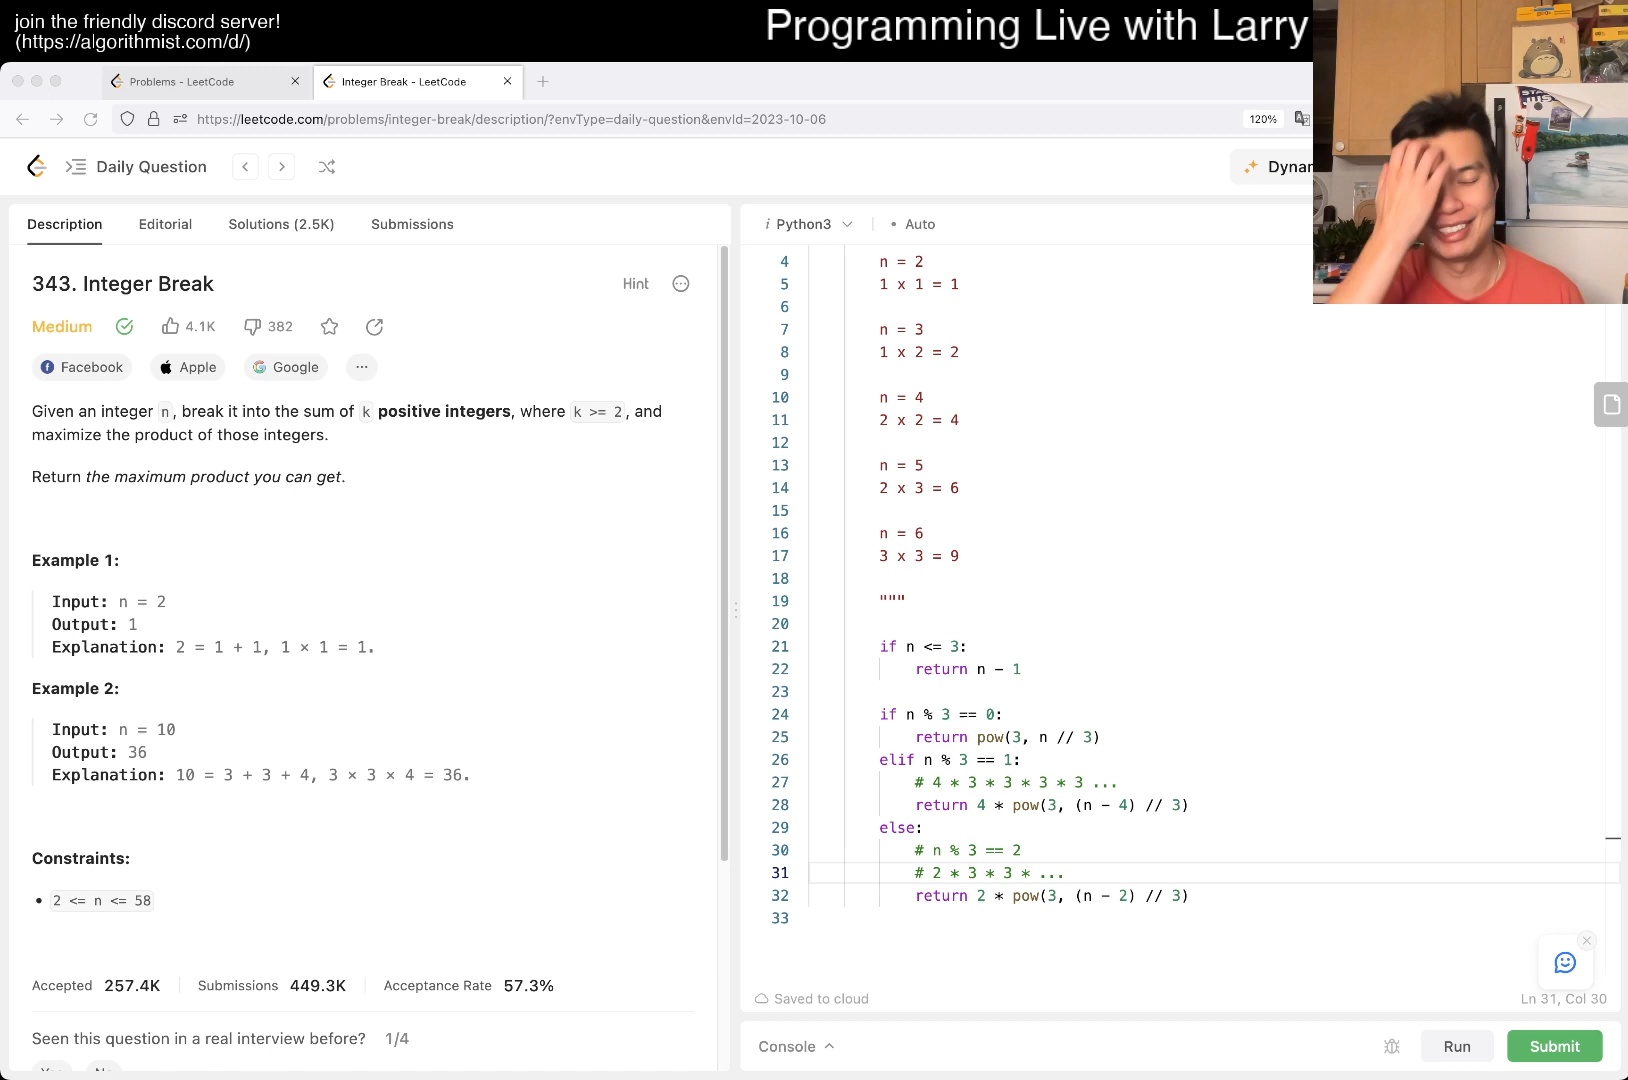 join the friendly discord server!
(https://algorithmist.com/d/)
Programming Live with Larry
Problems - LeetCode
Integer Break - LeetCode
https://leetcode.com/problems/integer-break/description/?envType=daily-question&envId=2023-10-06
120%
Daily Question
Dynam
Description
Editorial
Solutions (2.5K)
Submissions
i Python3
• Auto
343. Integer Break
Hint
Medium
4.1K
382
Facebook
Apple
Google
Given an integer n, break it into the sum of k positive integers, where k >= 2, and
maximize the product of those integers.
Return the maximum product you can get.
Example 1:
Input: n = 2
Output: 1
Explanation: 2 = 1 + 1, 1 × 1 = 1.
Example 2:
Input: n = 10
Output: 36
Explanation: 10 = 3 + 3 + 4, 3 × 3 × 4 = 36.
Constraints:
• 2 <= n <= 58
Accepted 257.4K
Submissions 449.3K
Acceptance Rate 57.3%
Seen this question in a real interview before? 1/4
4 n = 2
5 1 x 1 = 1
6
7 n = 3
8 1 x 2 = 2
9
10 n = 4
11 2 x 2 = 4
12
13 n = 5
14 2 x 3 = 6
15
16 n = 6
17 3 x 3 = 9
18
19 """
20
21 if n <= 3:
22 return n - 1
23
24 if n % 3 == 0:
25 return pow(3, n // 3)
26 elif n % 3 == 1:
27 # 4 * 3 * 3 * 3 * 3 ...
28 return 4 * pow(3, (n - 4) // 3)
29 else:
30 # n % 3 == 2
31 # 2 * 3 * 3 * ...
32 return 2 * pow(3, (n - 2) // 3)
33
Saved to cloud
Ln 31, Col 30
Console
Run
Submit